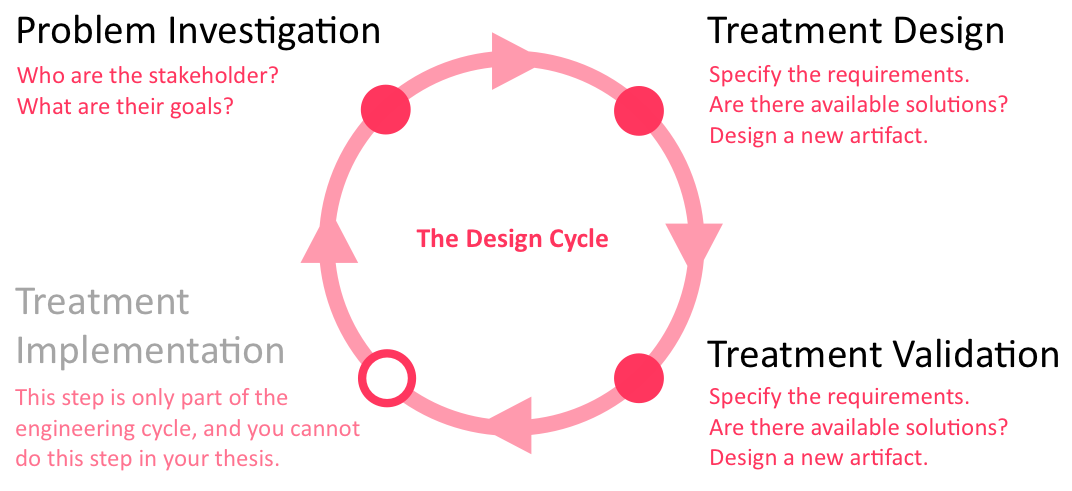 Problem Investigation
Who are the stakeholder?
What are their goals?
Treatment Design
Specify the requirements.
Are there available solutions?
Design a new artifact.
The Design Cycle
Treatment
Implementation
This step is only part of the
engineering cycle, and you cannot
do this step in your thesis.
Treatment Validation
Specify the requirements.
Are there available solutions?
Design a new artifact.